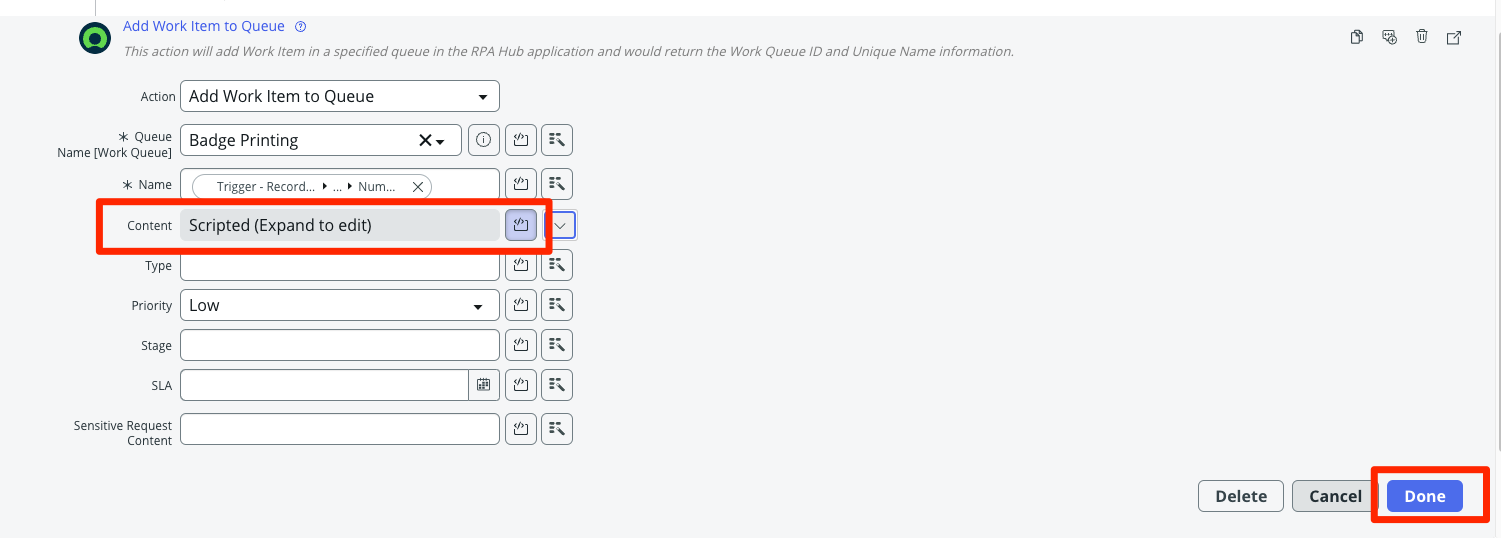 Add Work Item to Queue
This action will add Work Item in a specified queue in the RPA Hub application and would return the Work Queue ID and Unique Name information.
Action
Add Work Item to Queue
Queue
Name [Work Queue]
Badge Printing
Name
Trigger - Record... ... Num...
Content
Scripted (Expand to edit)
Type
Priority
Low
Stage
SLA
Sensitive Request
Content
Delete
Cancel
Done